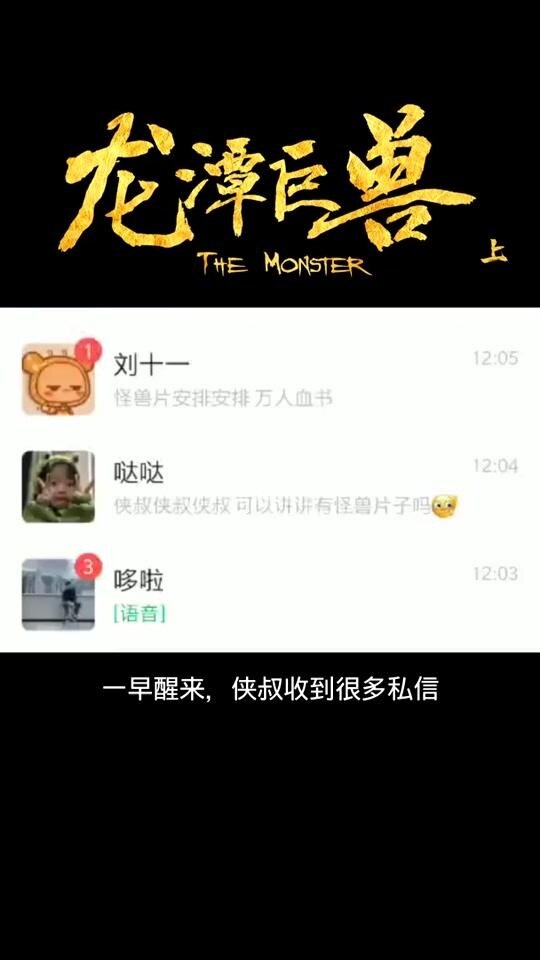 龙潭巨兽
THE MONSTER
上
1
刘十一
12:05
怪兽片安排安排 万人血书
哒哒
12:04
侠叔侠叔侠叔 可以讲讲有怪兽片子吗
3
哆啦
12:03
[语音]
一早醒来，侠叔收到很多私信